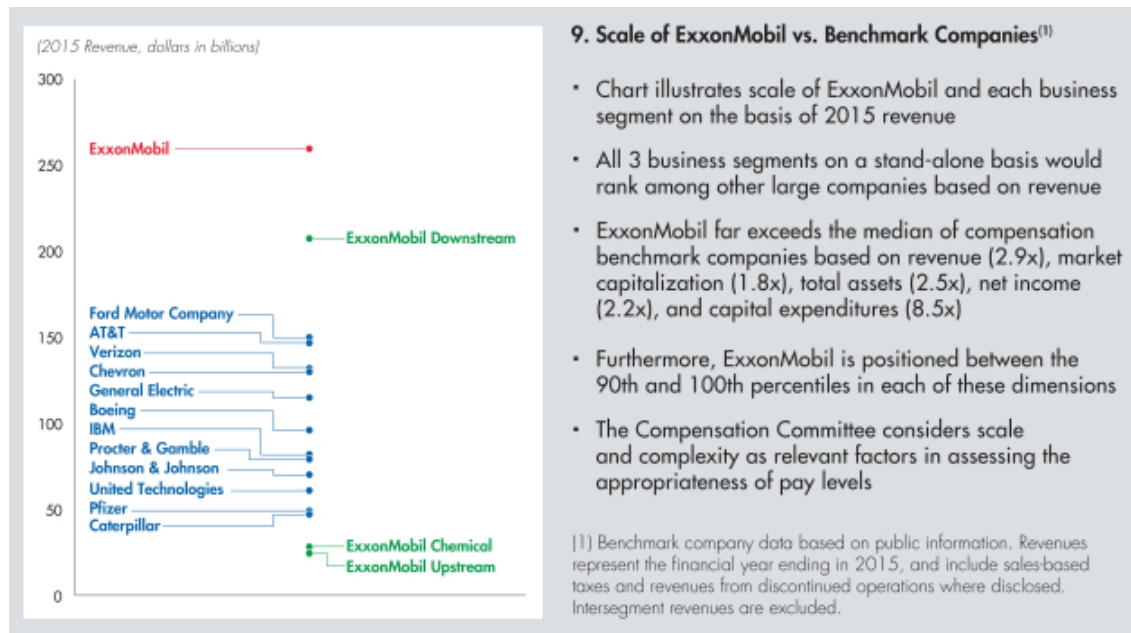 (2015 Revenue, dollars in billions)
300
250
200
150
100
50
0
ExxonMobil
ExxonMobil Downstream
Ford Motor Company
AT&T
Verizon
Chevron
General Electric
Boeing
IBM
Procter & Gamble
Johnson & Johnson
United Technologies
Pfizer
Caterpillar
ExxonMobil Chemical
ExxonMobil Upstream
9. Scale of ExxonMobil vs. Benchmark Companies(1)
• Chart illustrates scale of ExxonMobil and each business
segment on the basis of 2015 revenue
• All 3 business segments on a stand-alone basis would
rank among other large companies based on revenue
• ExxonMobil far exceeds the median of compensation
benchmark companies based on revenue (2.9x), market
capitalization (1.8x), total assets (2.5x), net income
(2.2x), and capital expenditures (8.5x)
• Furthermore, ExxonMobil is positioned between the
90th and 100th percentiles in each of these dimensions
• The Compensation Committee considers scale
and complexity as relevant factors in assessing the
appropriateness of pay levels
(1) Benchmark company data based on public information. Revenues
represent the financial year ending in 2015, and include sales-based
taxes and revenues from discontinued operations where disclosed.
Intersegment revenues are excluded.